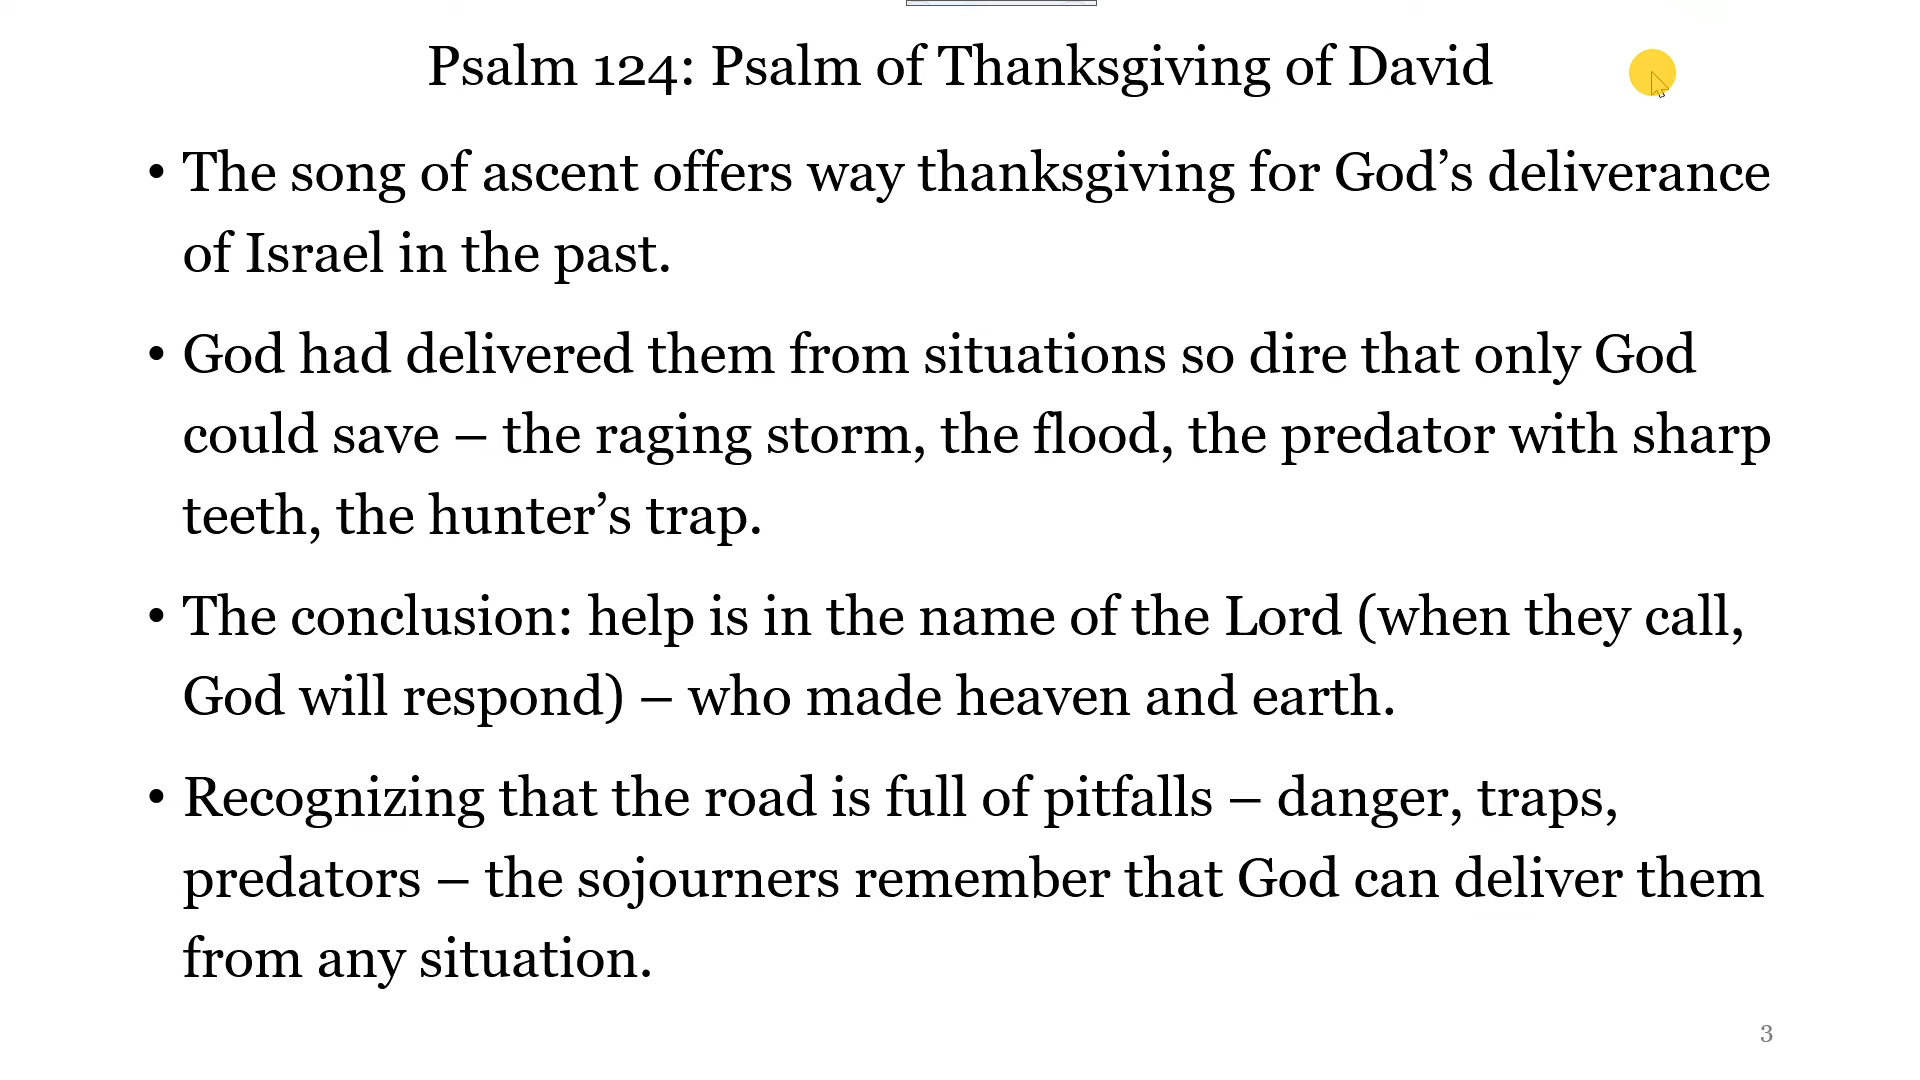 Psalm 124: Psalm of Thanksgiving of David
• The song of ascent offers way thanksgiving for God’s deliverance
of Israel in the past.
• God had delivered them from situations so dire that only God
could save – the raging storm, the flood, the predator with sharp
teeth, the hunter’s trap.
• The conclusion: help is in the name of the Lord (when they call,
God will respond) – who made heaven and earth.
• Recognizing that the road is full of pitfalls – danger, traps,
predators – the sojourners remember that God can deliver them
from any situation.
3